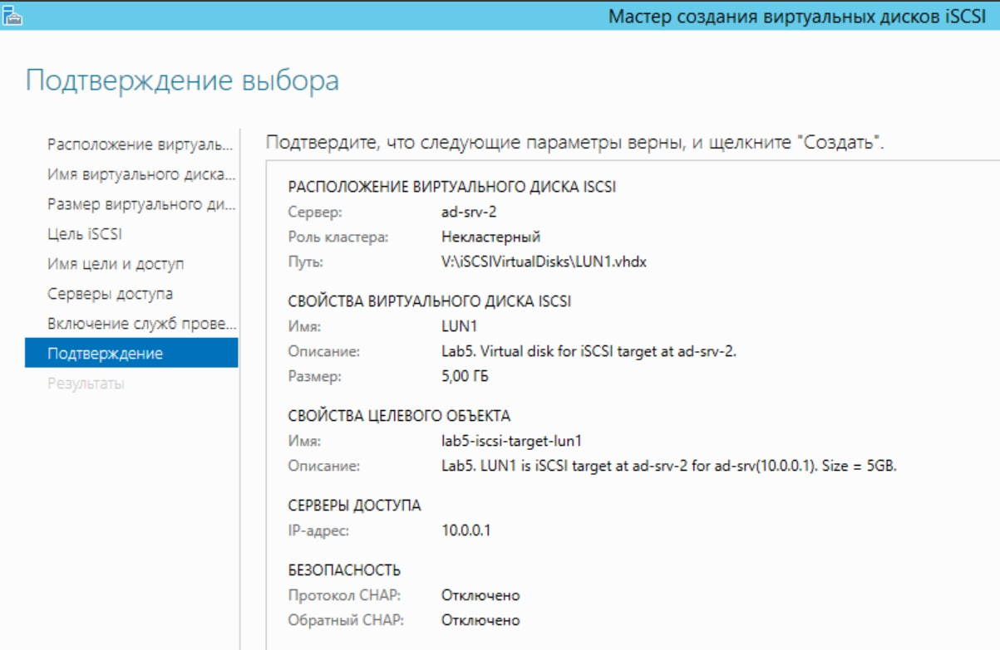 Мастер создания виртуальных дисков iSCSI
Подтверждение выбора
Расположение виртуаль...
Имя виртуального диска...
Размер виртуального ди...
Цель iSCSI
Имя цели и доступ
Серверы доступа
Включение служб прове...
Подтверждение
Результаты
Подтвердите, что следующие параметры верны, и щелкните "Создать".
РАСПОЛОЖЕНИЕ ВИРТУАЛЬНОГО ДИСКА ISCSI
Сервер: ad-srv-2
Роль кластера: Некластерный
Путь: V:\iSCSIVirtualDisks\LUN1.vhdx
СВОЙСТВА ВИРТУАЛЬНОГО ДИСКА ISCSI
Имя: LUN1
Описание: Lab5. Virtual disk for iSCSI target at ad-srv-2.
Размер: 5,00 ГБ
СВОЙСТВА ЦЕЛЕВОГО ОБЪЕКТА
Имя: lab5-iscsi-target-lun1
Описание: Lab5. LUN1 is iSCSI target at ad-srv-2 for ad-srv(10.0.0.1). Size = 5GB.
СЕРВЕРЫ ДОСТУПА
IP-адрес: 10.0.0.1
БЕЗОПАСНОСТЬ
Протокол CHAP: Отключено
Обратный CHAP: Отключено